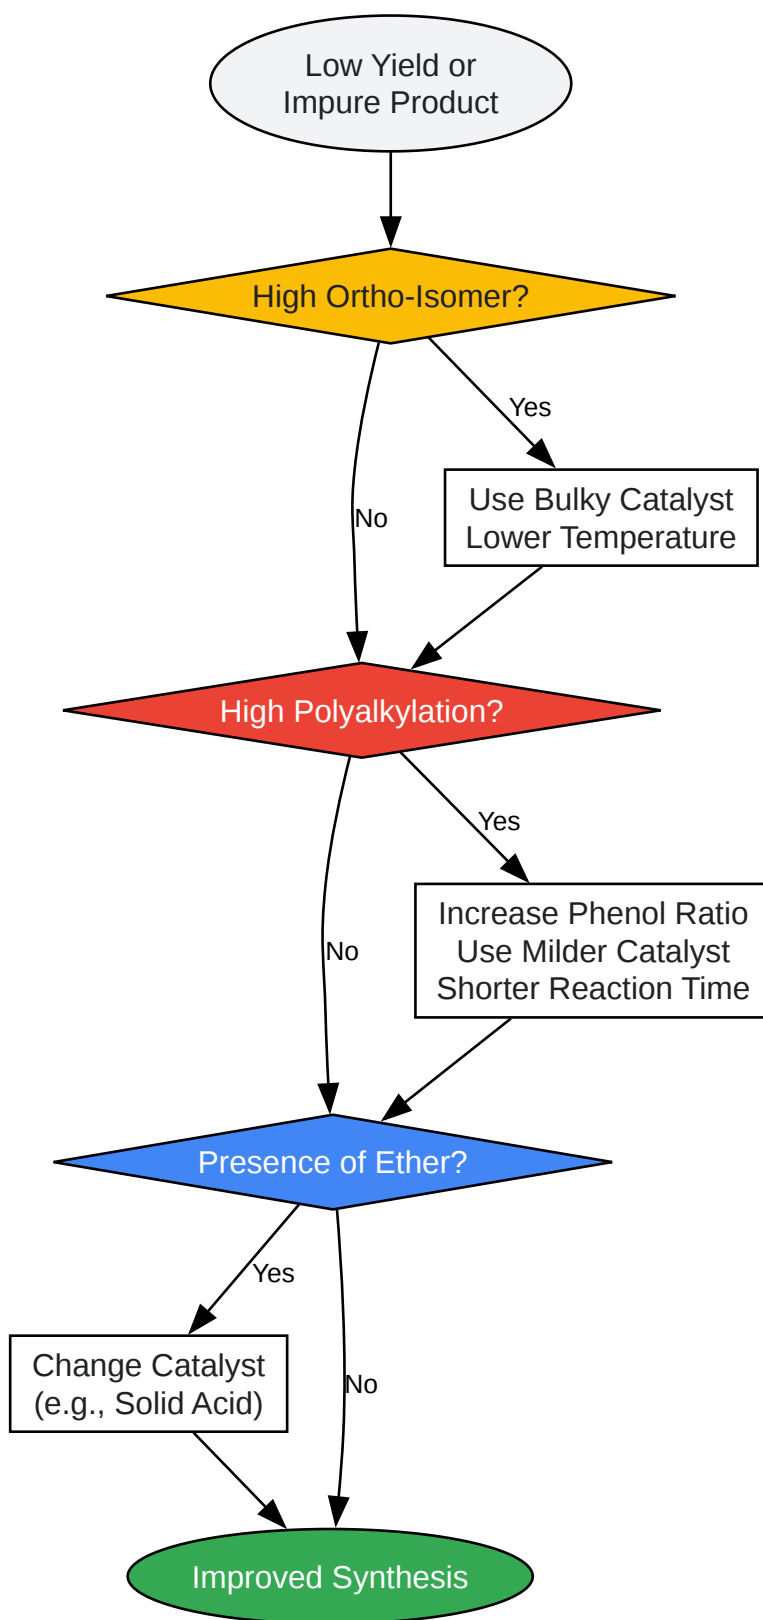 Low Yield or
Impure Product
High Ortho-Isomer?
Yes
Use Bulky Catalyst
Lower Temperature
No
High Polyalkylation?
Yes
Increase Phenol Ratio
Use Milder Catalyst
Shorter Reaction Time
No
Presence of Ether?
Yes
Change Catalyst
(e.g., Solid Acid)
No
Improved Synthesis